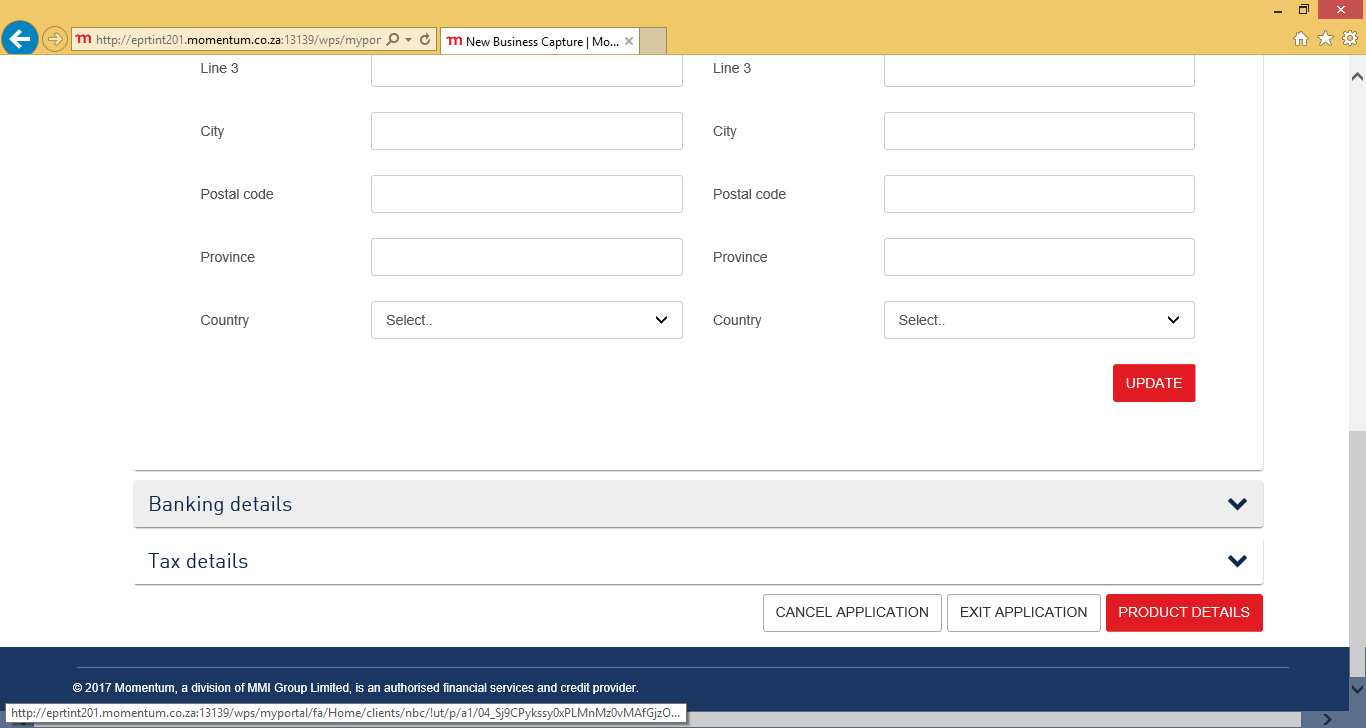 http://eprtint201.momentum.co.za:13139/wps/mypor
New Business Capture | Mo...
Line 3
Line 3
City
City
Postal code
Postal code
Province
Province
Country
Select..
Country
Select..
UPDATE
Banking details
Tax details
CANCEL APPLICATION
EXIT APPLICATION
PRODUCT DETAILS
© 2017 Momentum, a division of MMI Group Limited, is an authorised financial services and credit provider.
http://eprtint201.momentum.co.za:13139/wps/myportal/fa/Home/clients/nbc/!ut/p/a1/04_Sj9CPykssy0xPLMnMz0vMAfGjzO...